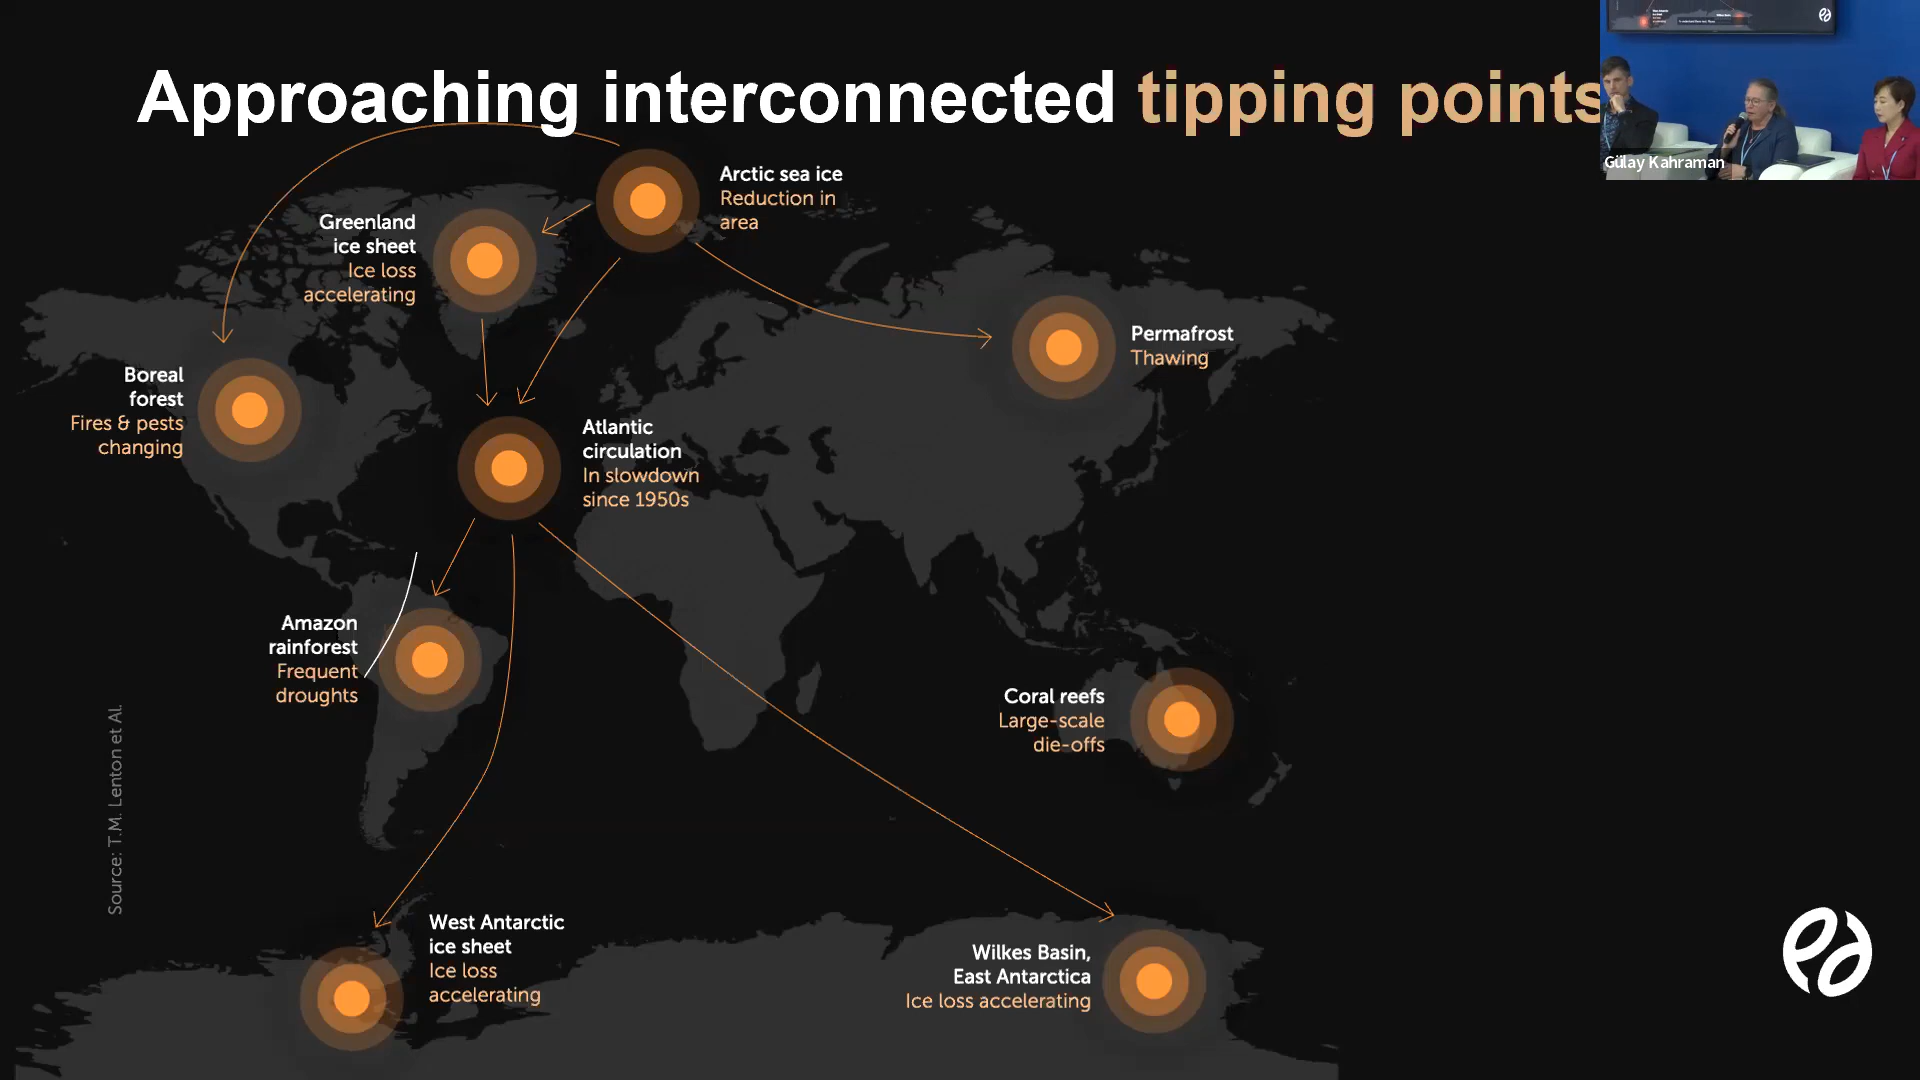 Approaching interconnected tipping points
Gülay Kahraman
Arctic sea ice
Reduction in
area
Greenland
ice sheet
Ice loss
accelerating
Permafrost
Thawing
Boreal
forest
Fires & pests
changing
Atlantic
circulation
In slowdown
since 1950s
Amazon
rainforest
Frequent
droughts
Coral reefs
Large-scale
die-offs
Source: T.M. Lenton et Al.
West Antarctic
ice sheet
Ice loss
accelerating
Wilkes Basin,
East Antarctica
Ice loss accelerating